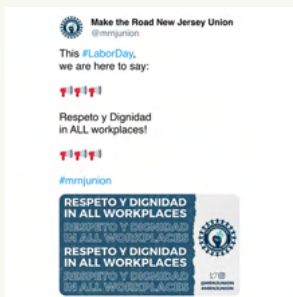 Make the Road New Jersey Union
@mrnjunion
This #LaborDay,
we are here to say:
Respeto y Dignidad
in ALL workplaces!
#mrnjunion
RESPETO Y DIGNIDAD
IN ALL WORKPLACES
RESPETO Y DIGNIDAD
IN ALL WORKPLACES
RESPETO Y DIGNIDAD
IN ALL WORKPLACES
RESPETO Y DIGNIDAD
IN ALL WORKPLACES
@MRNJUNION
#MRNJUNION